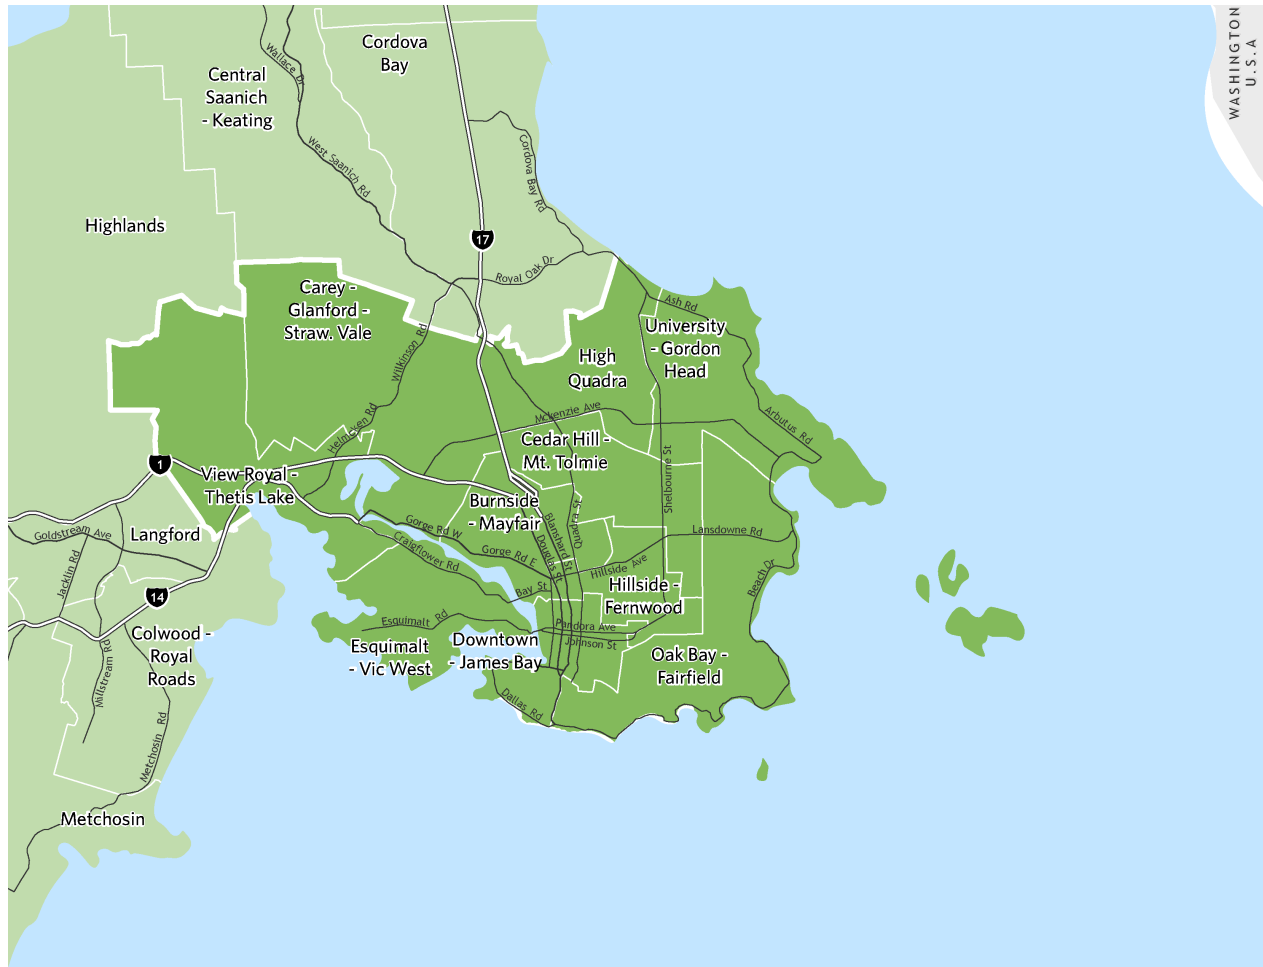 WASHINGTON
U.S.A
Cordova
Bay
Central
Saanich
- Keating
Wallace Dr
West Saanich Rd
Cordova Bay Rd
Highlands
17
Royal Oak Dr
Carey -
Glanford -
Straw. Vale
Ash Rd
University
- Gordon
Head
High
Quadra
Wilkinson Rd
Mckenzie Ave
Arbutus Rd
Helmcken Rd
Cedar Hill -
Mt. Tolmie
Shelbourne St
1
View Royal -
Thetis Lake
Burnside
- Mayfair
Quadra St
Blanshard St
Douglas St
Langford
Goldstream Ave
Jacklin Rd
Gorge Rd W
Gorge Rd E
Craigflower Rd
Lansdowne Rd
Hillside Ave
Beach Dr
Bay St
Hillside -
Fernwood
14
Esquimalt Rd
Pandora Ave
Johnson St
Colwood -
Royal
Roads
Esquimalt
- Vic West
Downtown
- James Bay
Oak Bay -
Fairfield
Millstream Rd
Dallas Rd
Metchosin Rd
Metchosin